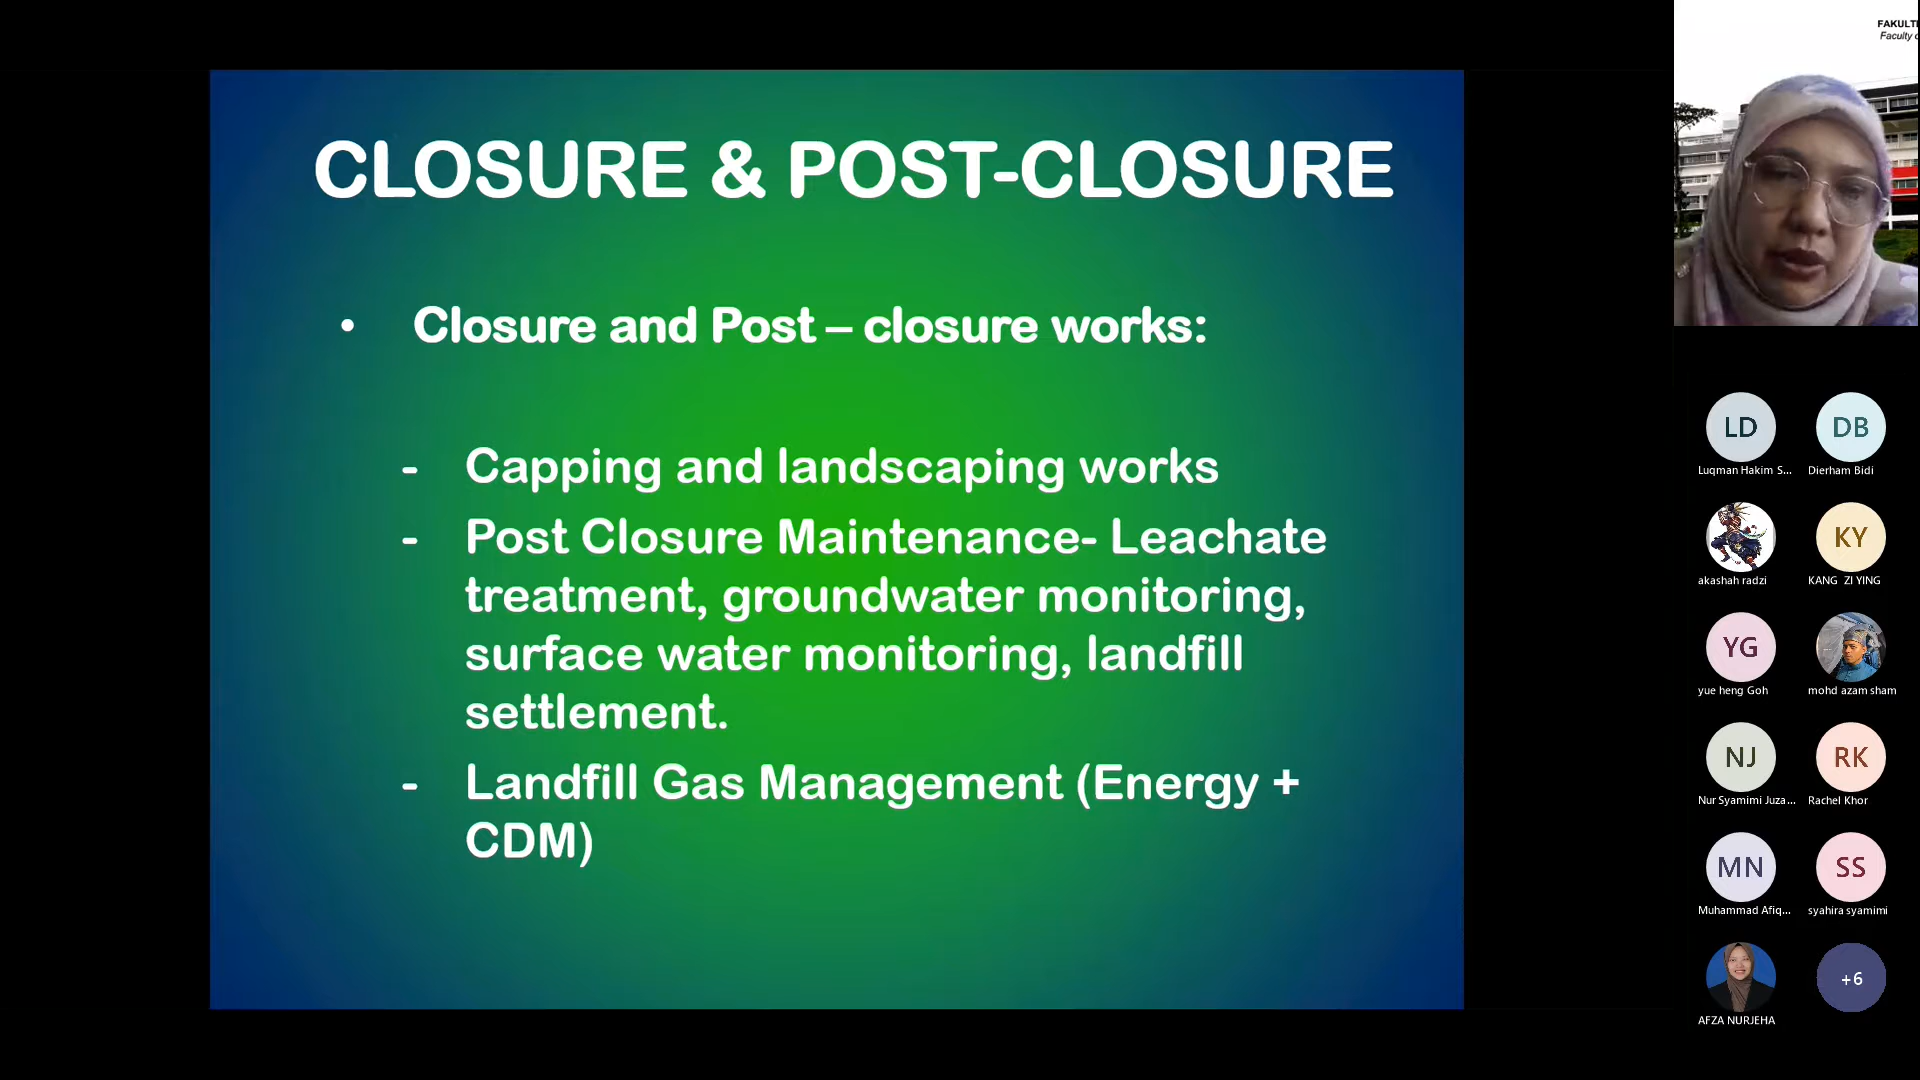 CLOSURE & POST-CLOSURE
• Closure and Post – closure works:
- Capping and landscaping works
- Post Closure Maintenance- Leachate
treatment, groundwater monitoring,
surface water monitoring, landfill
settlement.
- Landfill Gas Management (Energy +
CDM)
FAKULT
Faculty
LD
Luqman Hakim S...
DB
Dierham Bidi
akashah radzi
KY
KANG ZI YING
YG
yue heng Goh
mohd azam sham
NJ
Nur Syamimi Juza...
RK
Rachel Khor
MN
Muhammad Afiq...
SS
syahira syamimi
AFZA NURJEHA
+6